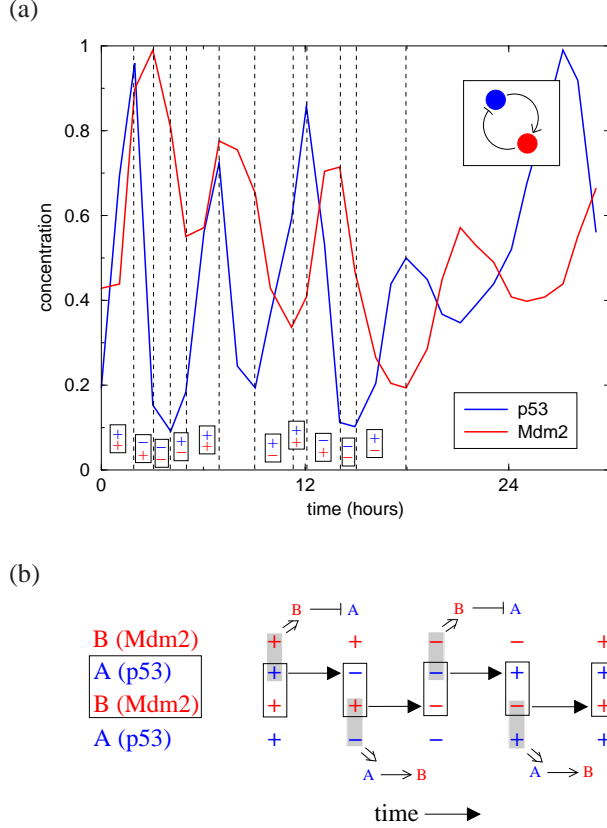 (a)
1
0.8
0.6
0.4
0.2
0
concentration
p53
Mdm2
+ − − + + + + − − +
+ + − − + − + + − −
0 12 24
time (hours)
(b)
B A B A
B (Mdm2) + + − − +
A (p53) + − − + +
B (Mdm2) + + − − +
A (p53) + − − + +
A B A B
time